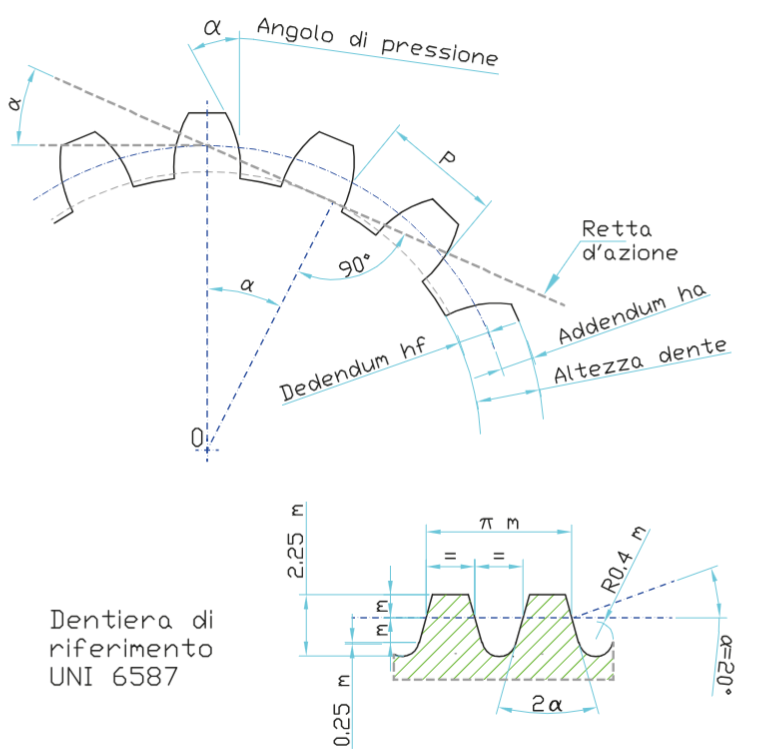 α
Angolo di pressione
α
P
Retta
d'azione
90°
α
Addendum ha
Dedendum hf
Altezza dente
O
π m
2.25 m
= =
R0.4 m
m
m
Dentiera di
riferimento
UNI 6587
α=20°
0.25 m
2α